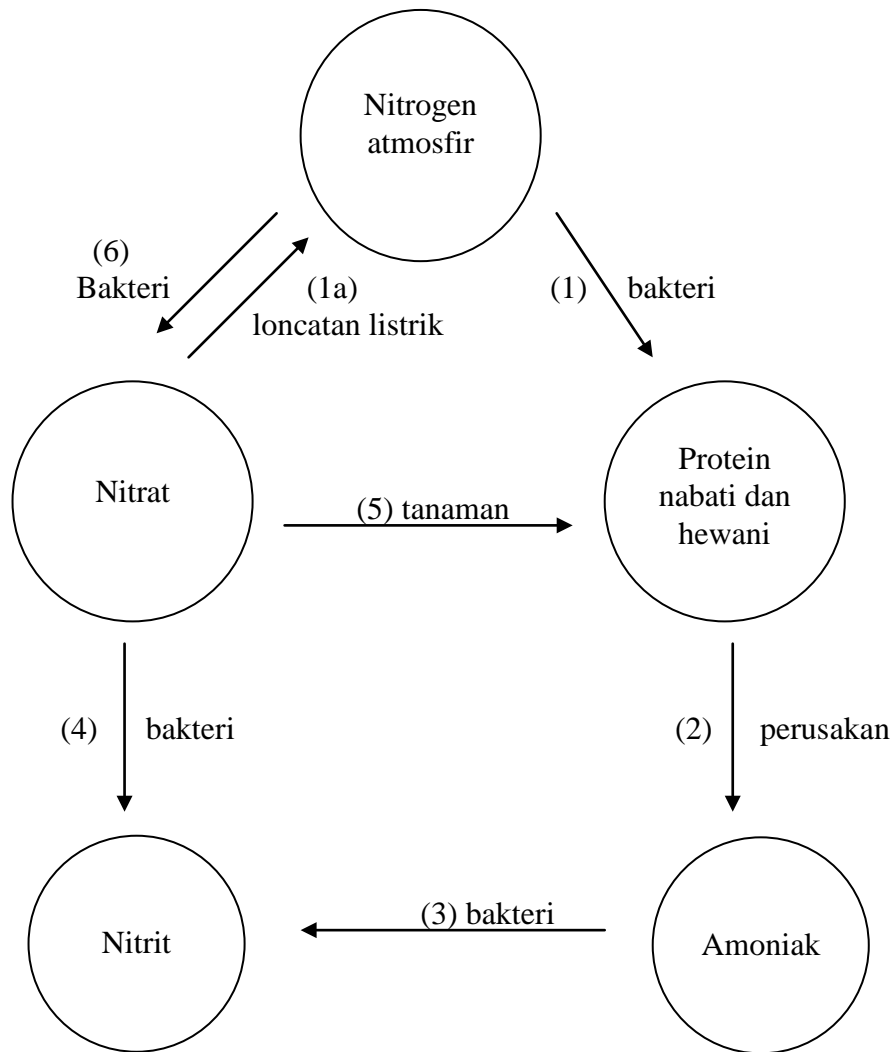 Nitrogen
atmosfir
(6)
Bakteri
(1a)
loncatan listrik
(1) bakteri
Nitrat
(5) tanaman
Protein
nabati dan
hewani
(4) bakteri
(2) perusakan
Nitrit
(3) bakteri
Amoniak